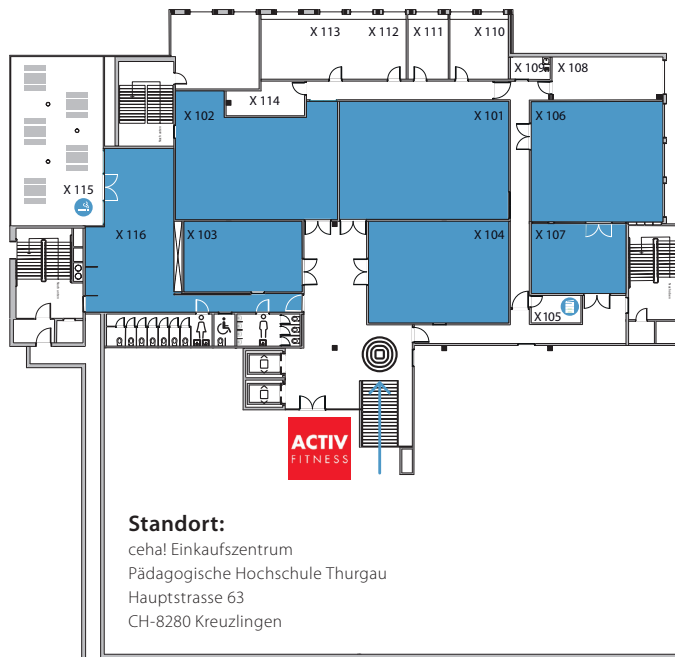 X 113
X 112
X 111
X 110
X 109
X 108
X 114
X 102
X 101
X 106
X 115
X 116
X 103
X 104
X 107
X 105
ACTIV
FITNESS
Standort:
ceha! Einkaufszentrum
Pädagogische Hochschule Thurgau
Hauptstrasse 63
CH-8280 Kreuzlingen